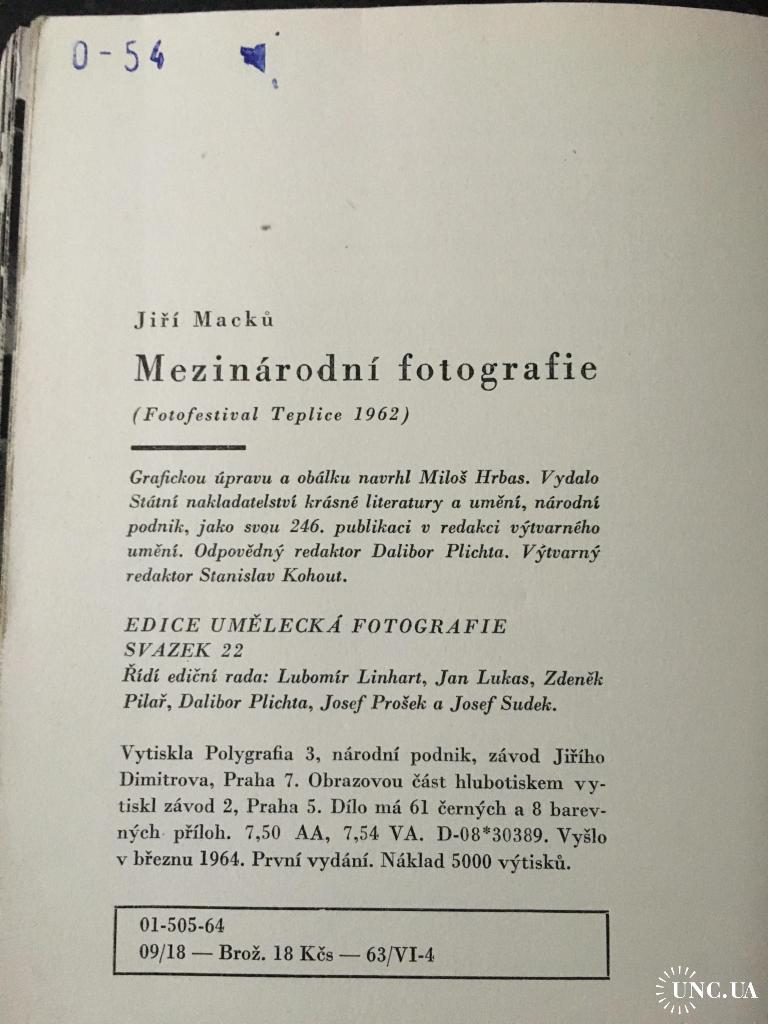 0-54
Jiří Macků
Mezinárodní fotografie
(Fotofestival Teplice 1962)
Grafickou úpravu a obálku navrhl Miloš Hrbas. Vydalo
Státní nakladatelství krásné literatury a umění, národní
podnik, jako svou 246. publikaci v redakci výtvarného
umění. Odpovědný redaktor Dalibor Plichta. Výtvarný
redaktor Stanislav Kohout.
EDICE UMĚLECKÁ FOTOGRAFIE
SVAZEK 22
Řídí ediční rada: Lubomír Linhart, Jan Lukas, Zdeněk
Pilař, Dalibor Plichta, Josef Prošek a Josef Sudek.
Vytiskla Polygrafia 3, národní podnik, závod Jiřího
Dimitrova, Praha 7. Obrazovou část hlubotiskem vy-
tiskl závod 2, Praha 5. Dílo má 61 černých a 8 barev-
ných příloh. 7,50 AA, 7,54 VA. D-08*30389. Vyšlo
v březnu 1964. První vydání. Náklad 5000 výtisků.
01-505-64
09/18 — Brož. 18 Kčs — 63/VI-4
UNC.UA